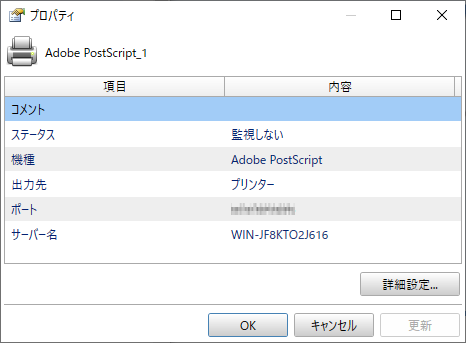 プロパティ
Adobe PostScript_1
項目 内容
コメント
ステータス 監視しない
機種 Adobe PostScript
出力先 プリンター
ポート
サーバー名 WIN-JF8KTO2J616
詳細設定...
OK キャンセル 更新